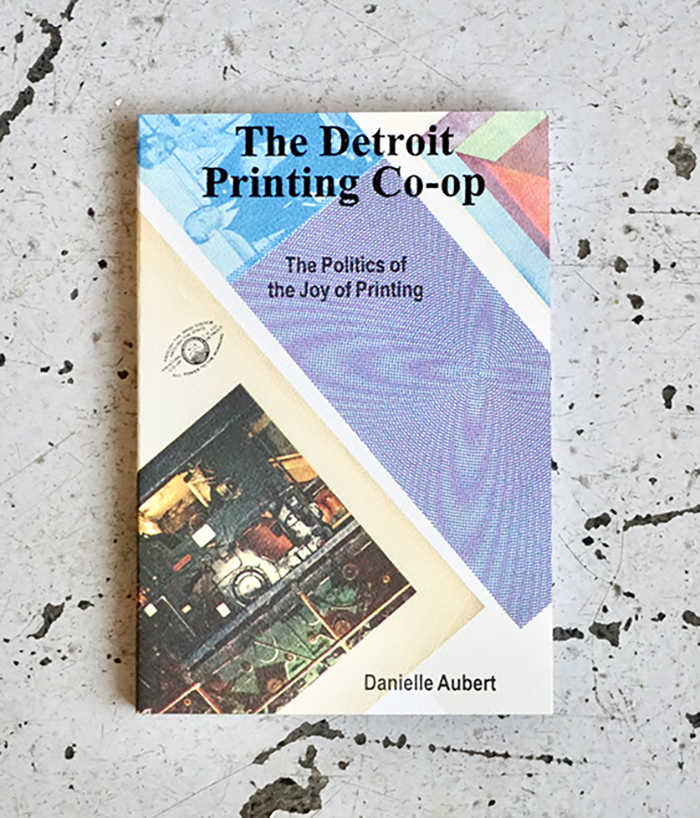 The Detroit
Printing Co-op
The Politics of
the Joy of Printing
Danielle Aubert